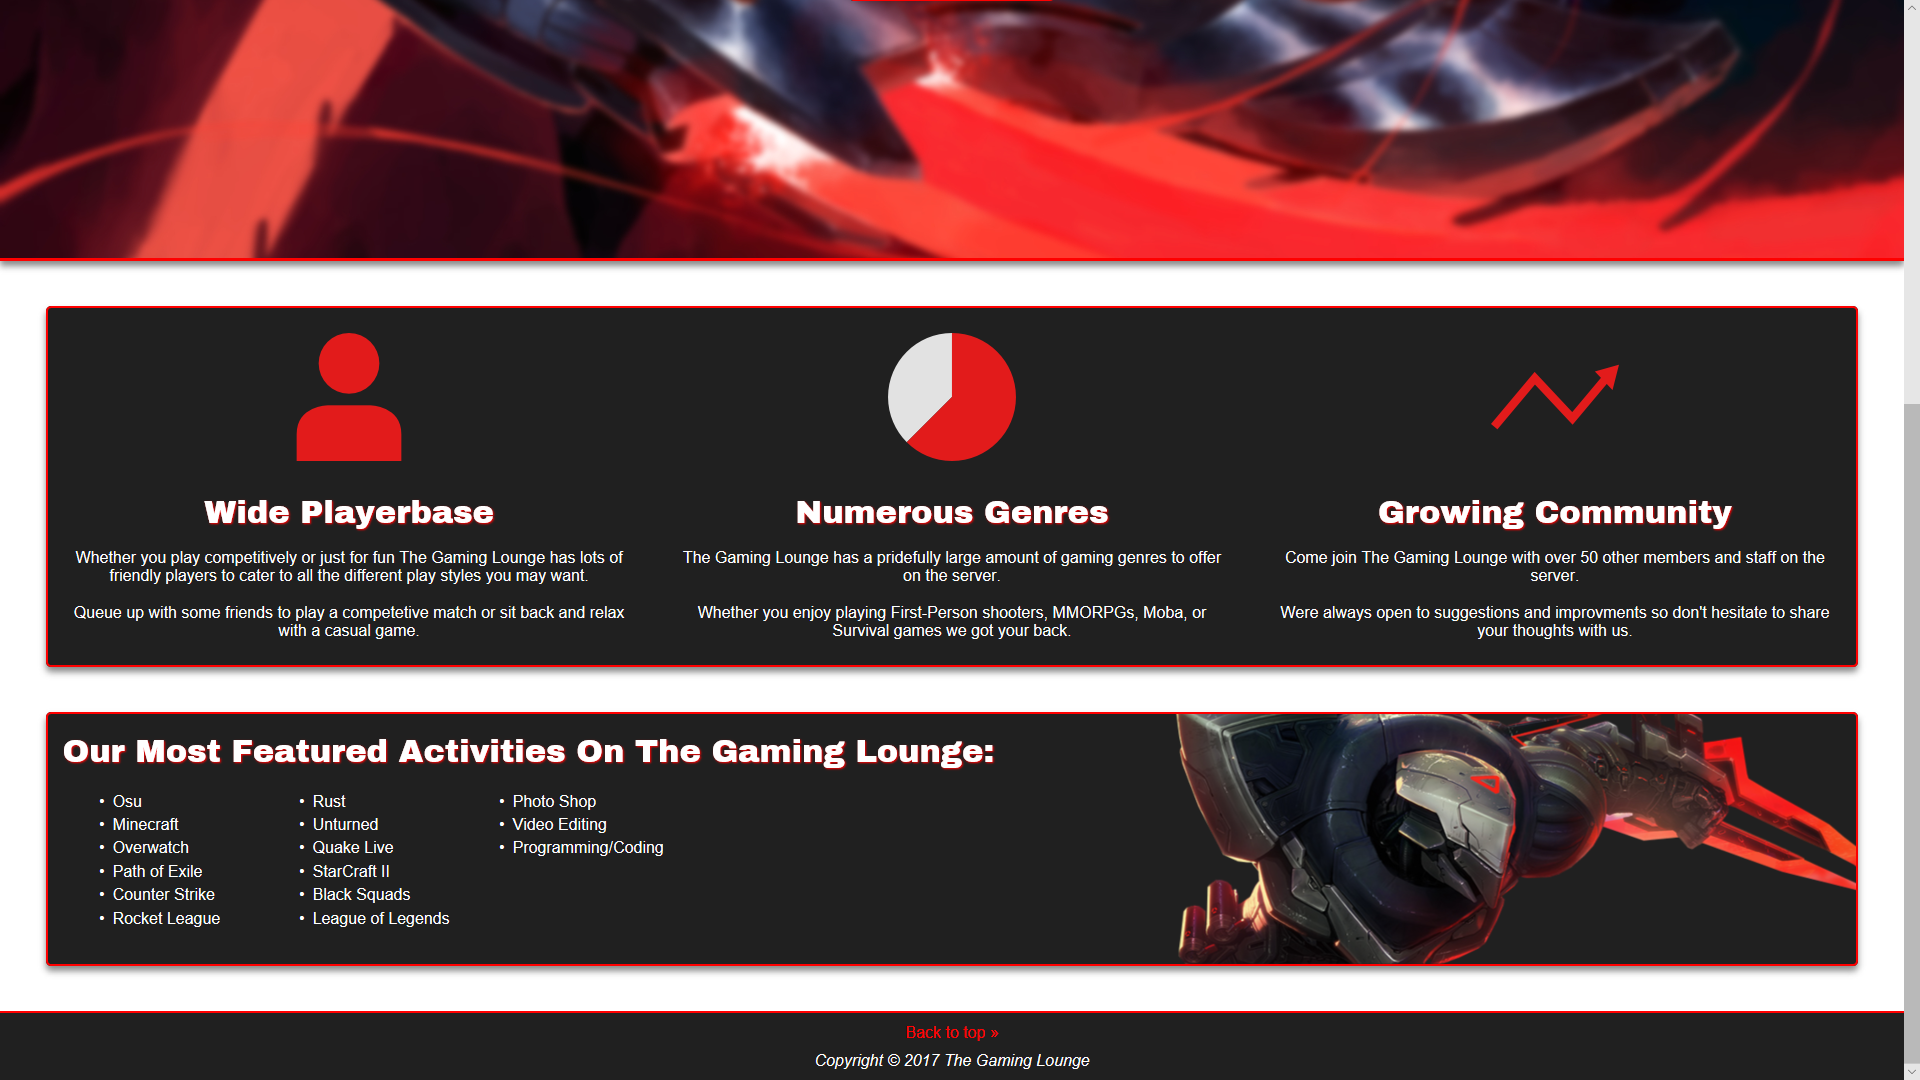 Wide Playerbase
Whether you play competitively or just for fun The Gaming Lounge has lots of
friendly players to cater to all the different play styles you may want.
Queue up with some friends to play a competetive match or sit back and relax
with a casual game.
Numerous Genres
The Gaming Lounge has a pridefully large amount of gaming genres to offer
on the server.
Whether you enjoy playing First-Person shooters, MMORPGs, Moba, or
Survival games we got your back.
Growing Community
Come join The Gaming Lounge with over 50 other members and staff on the
server.
Were always open to suggestions and improvments so don't hesitate to share
your thoughts with us.
Our Most Featured Activities On The Gaming Lounge:
• Osu
• Minecraft
• Overwatch
• Path of Exile
• Counter Strike
• Rocket League
• Rust
• Unturned
• Quake Live
• StarCraft II
• Black Squads
• League of Legends
• Photo Shop
• Video Editing
• Programming/Coding
Back to top »
Copyright © 2017 The Gaming Lounge